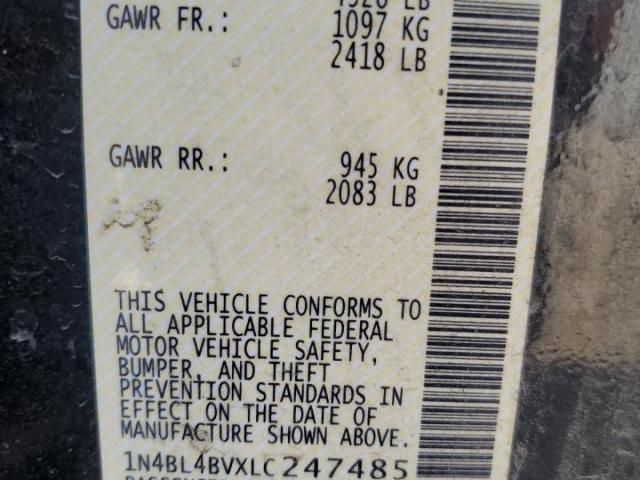 GAWR FR.: 1097 KG
2418 LB
GAWR RR.: 945 KG
2083 LB
THIS VEHICLE CONFORMS TO
ALL APPLICABLE FEDERAL
MOTOR VEHICLE SAFETY,
BUMPER, AND THEFT
PREVENTION STANDARDS IN
EFFECT ON THE DATE OF
MANUFACTURE SHOWN ABOVE.
1N4BL4BVXLC247485